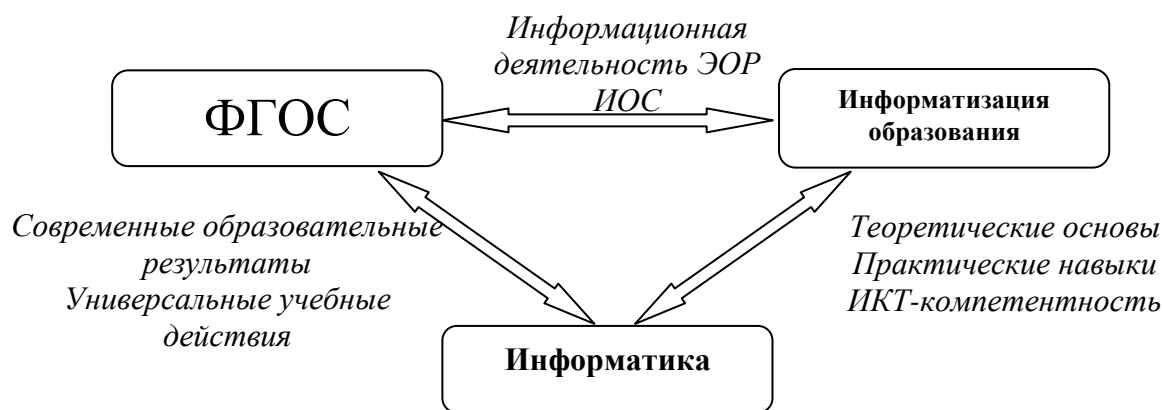 Информационная
деятельность ЭОР
ИОС
ФГОС
Информатизация
образования
Современные образовательные
результаты
Универсальные учебные
действия
Теоретические основы
Практические навыки
ИКТ-компетентность
Информатика